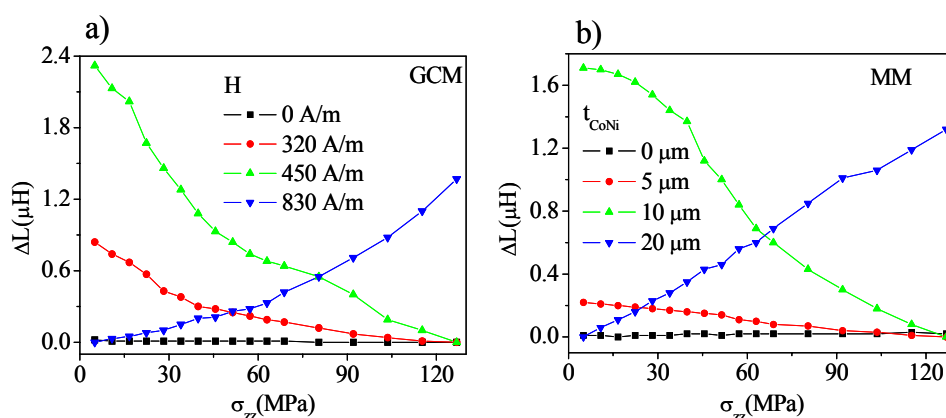 a)
GCM
H
0 A/m
320 A/m
450 A/m
830 A/m
ΔL(μH)
2.4
1.8
1.2
0.6
0.0
0 30 60 90 120
σzz(MPa)
b)
MM
tCoNi
0 μm
5 μm
10 μm
20 μm
ΔL(μH)
1.6
1.2
0.8
0.4
0.0
0 30 60 90 120
σzz(MPa)